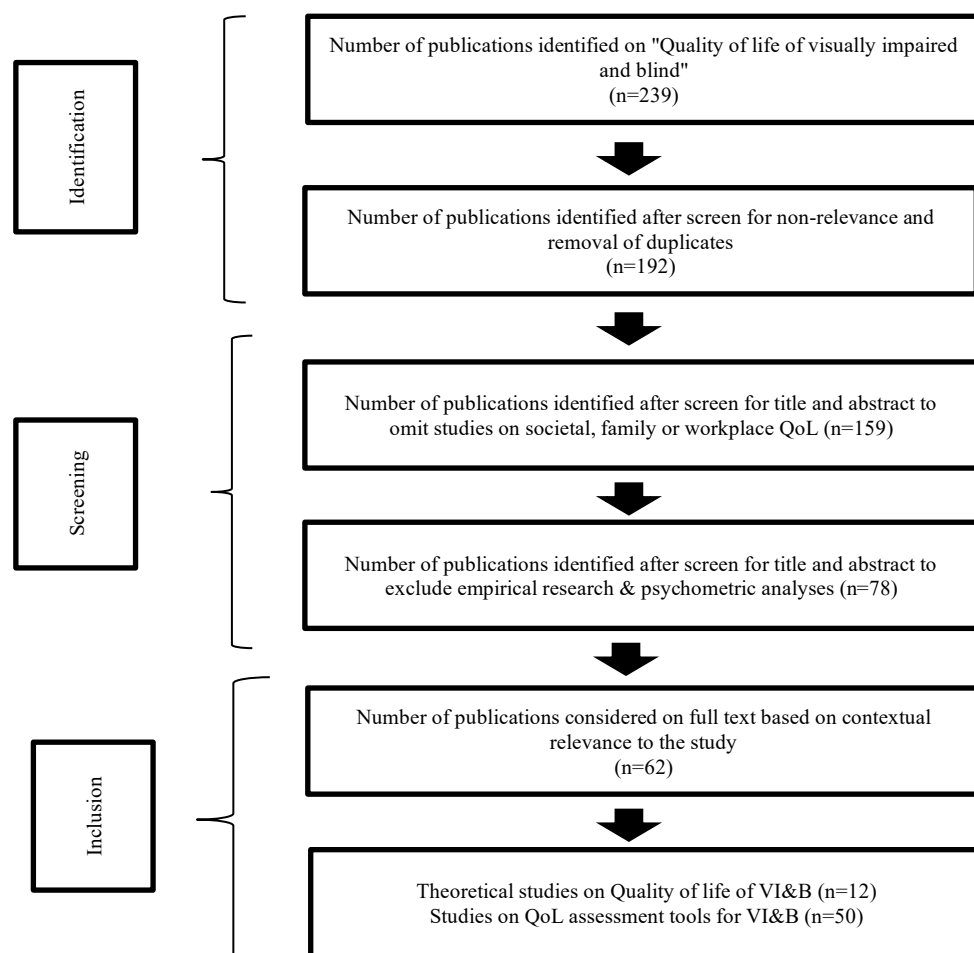 Identification
Number of publications identified on "Quality of life of visually impaired
and blind"
(n=239)
Number of publications identified after screen for non-relevance and
removal of duplicates
(n=192)
Screening
Number of publications identified after screen for title and abstract to
omit studies on societal, family or workplace QoL (n=159)
Number of publications identified after screen for title and abstract to
exclude empirical research & psychometric analyses (n=78)
Inclusion
Number of publications considered on full text based on contextual
relevance to the study
(n=62)
Theoretical studies on Quality of life of VI&B (n=12)
Studies on QoL assessment tools for VI&B (n=50)